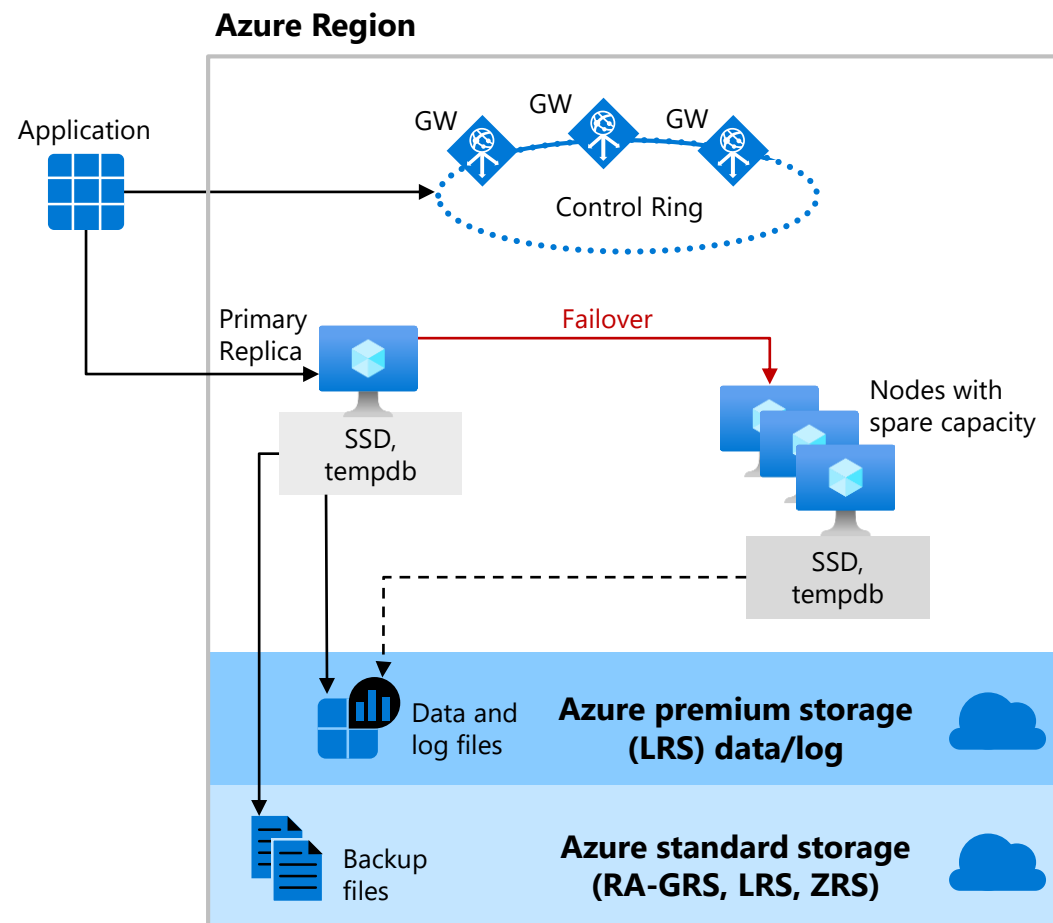 Azure Region
Application
GW
GW
GW
Control Ring
Primary
Replica
Failover
Nodes with
spare capacity
SSD,
tempdb
SSD,
tempdb
Data and
log files
Azure premium storage
(LRS) data/log
Backup
files
Azure standard storage
(RA-GRS, LRS, ZRS)